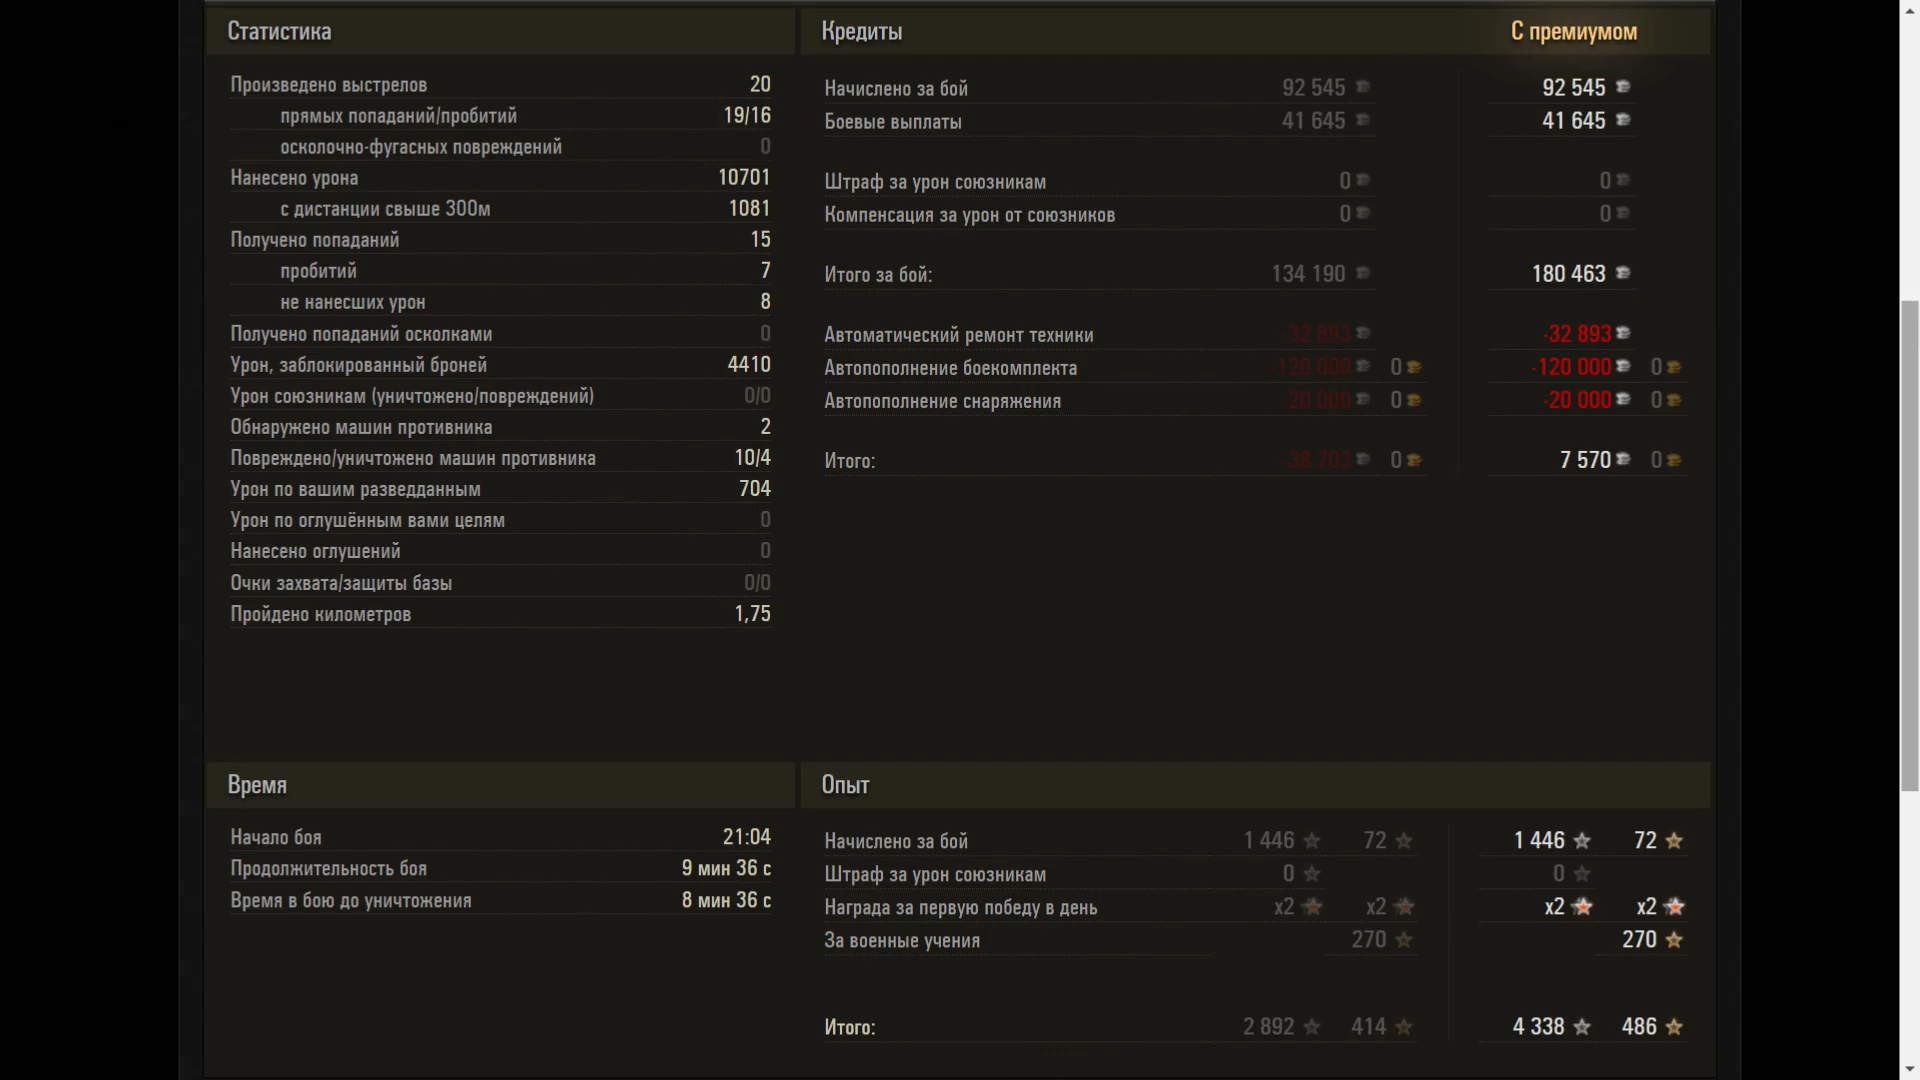 Статистика
Произведено выстрелов 20
прямых попаданий/пробитий 19/16
осколочно-фугасных повреждений 0
Нанесено урона 10701
с дистанции свыше 300м 1081
Получено попаданий 15
пробитий 7
не нанесших урон 8
Получено попаданий осколками 0
Урон, заблокированный броней 4410
Урон союзникам (уничтожено/повреждений) 0/0
Обнаружено машин противника 2
Повреждено/уничтожено машин противника 10/4
Урон по вашим разведданным 704
Урон по оглушённым вами целям 0
Нанесено оглушений 0
Очки захвата/защиты базы 0/0
Пройдено километров 1,75
Кредиты С премиумом
Начислено за бой 92 545 92 545
Боевые выплаты 41 645 41 645
Штраф за урон союзникам 0 0
Компенсация за урон от союзников 0 0
Итого за бой: 134 190 180 463
Автоматический ремонт техники -32 893 -32 893
Автопополнение боекомплекта -120 000 0 -120 000 0
Автопополнение снаряжения -20 000 0 -20 000 0
Итого: -38 703 0 7 570 0
Время
Начало боя 21:04
Продолжительность боя 9 мин 36 с
Время в бою до уничтожения 8 мин 36 с
Опыт
Начислено за бой 1 446 72 1 446 72
Штраф за урон союзникам 0 0
Награда за первую победу в день x2 x2 x2 x2
За военные учения 270 270
Итого: 2 892 414 4 338 486